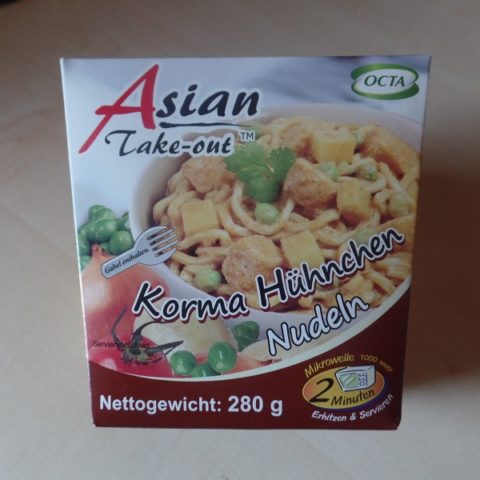 Asian
Take-out™
OCTA
Gabel enthalten
Korma Hühnchen
Nudeln
Serviervorschlag
Mikrowelle 1000 watt
2 Minuten
Erhitzen & Servieren
Nettogewicht: 280 g